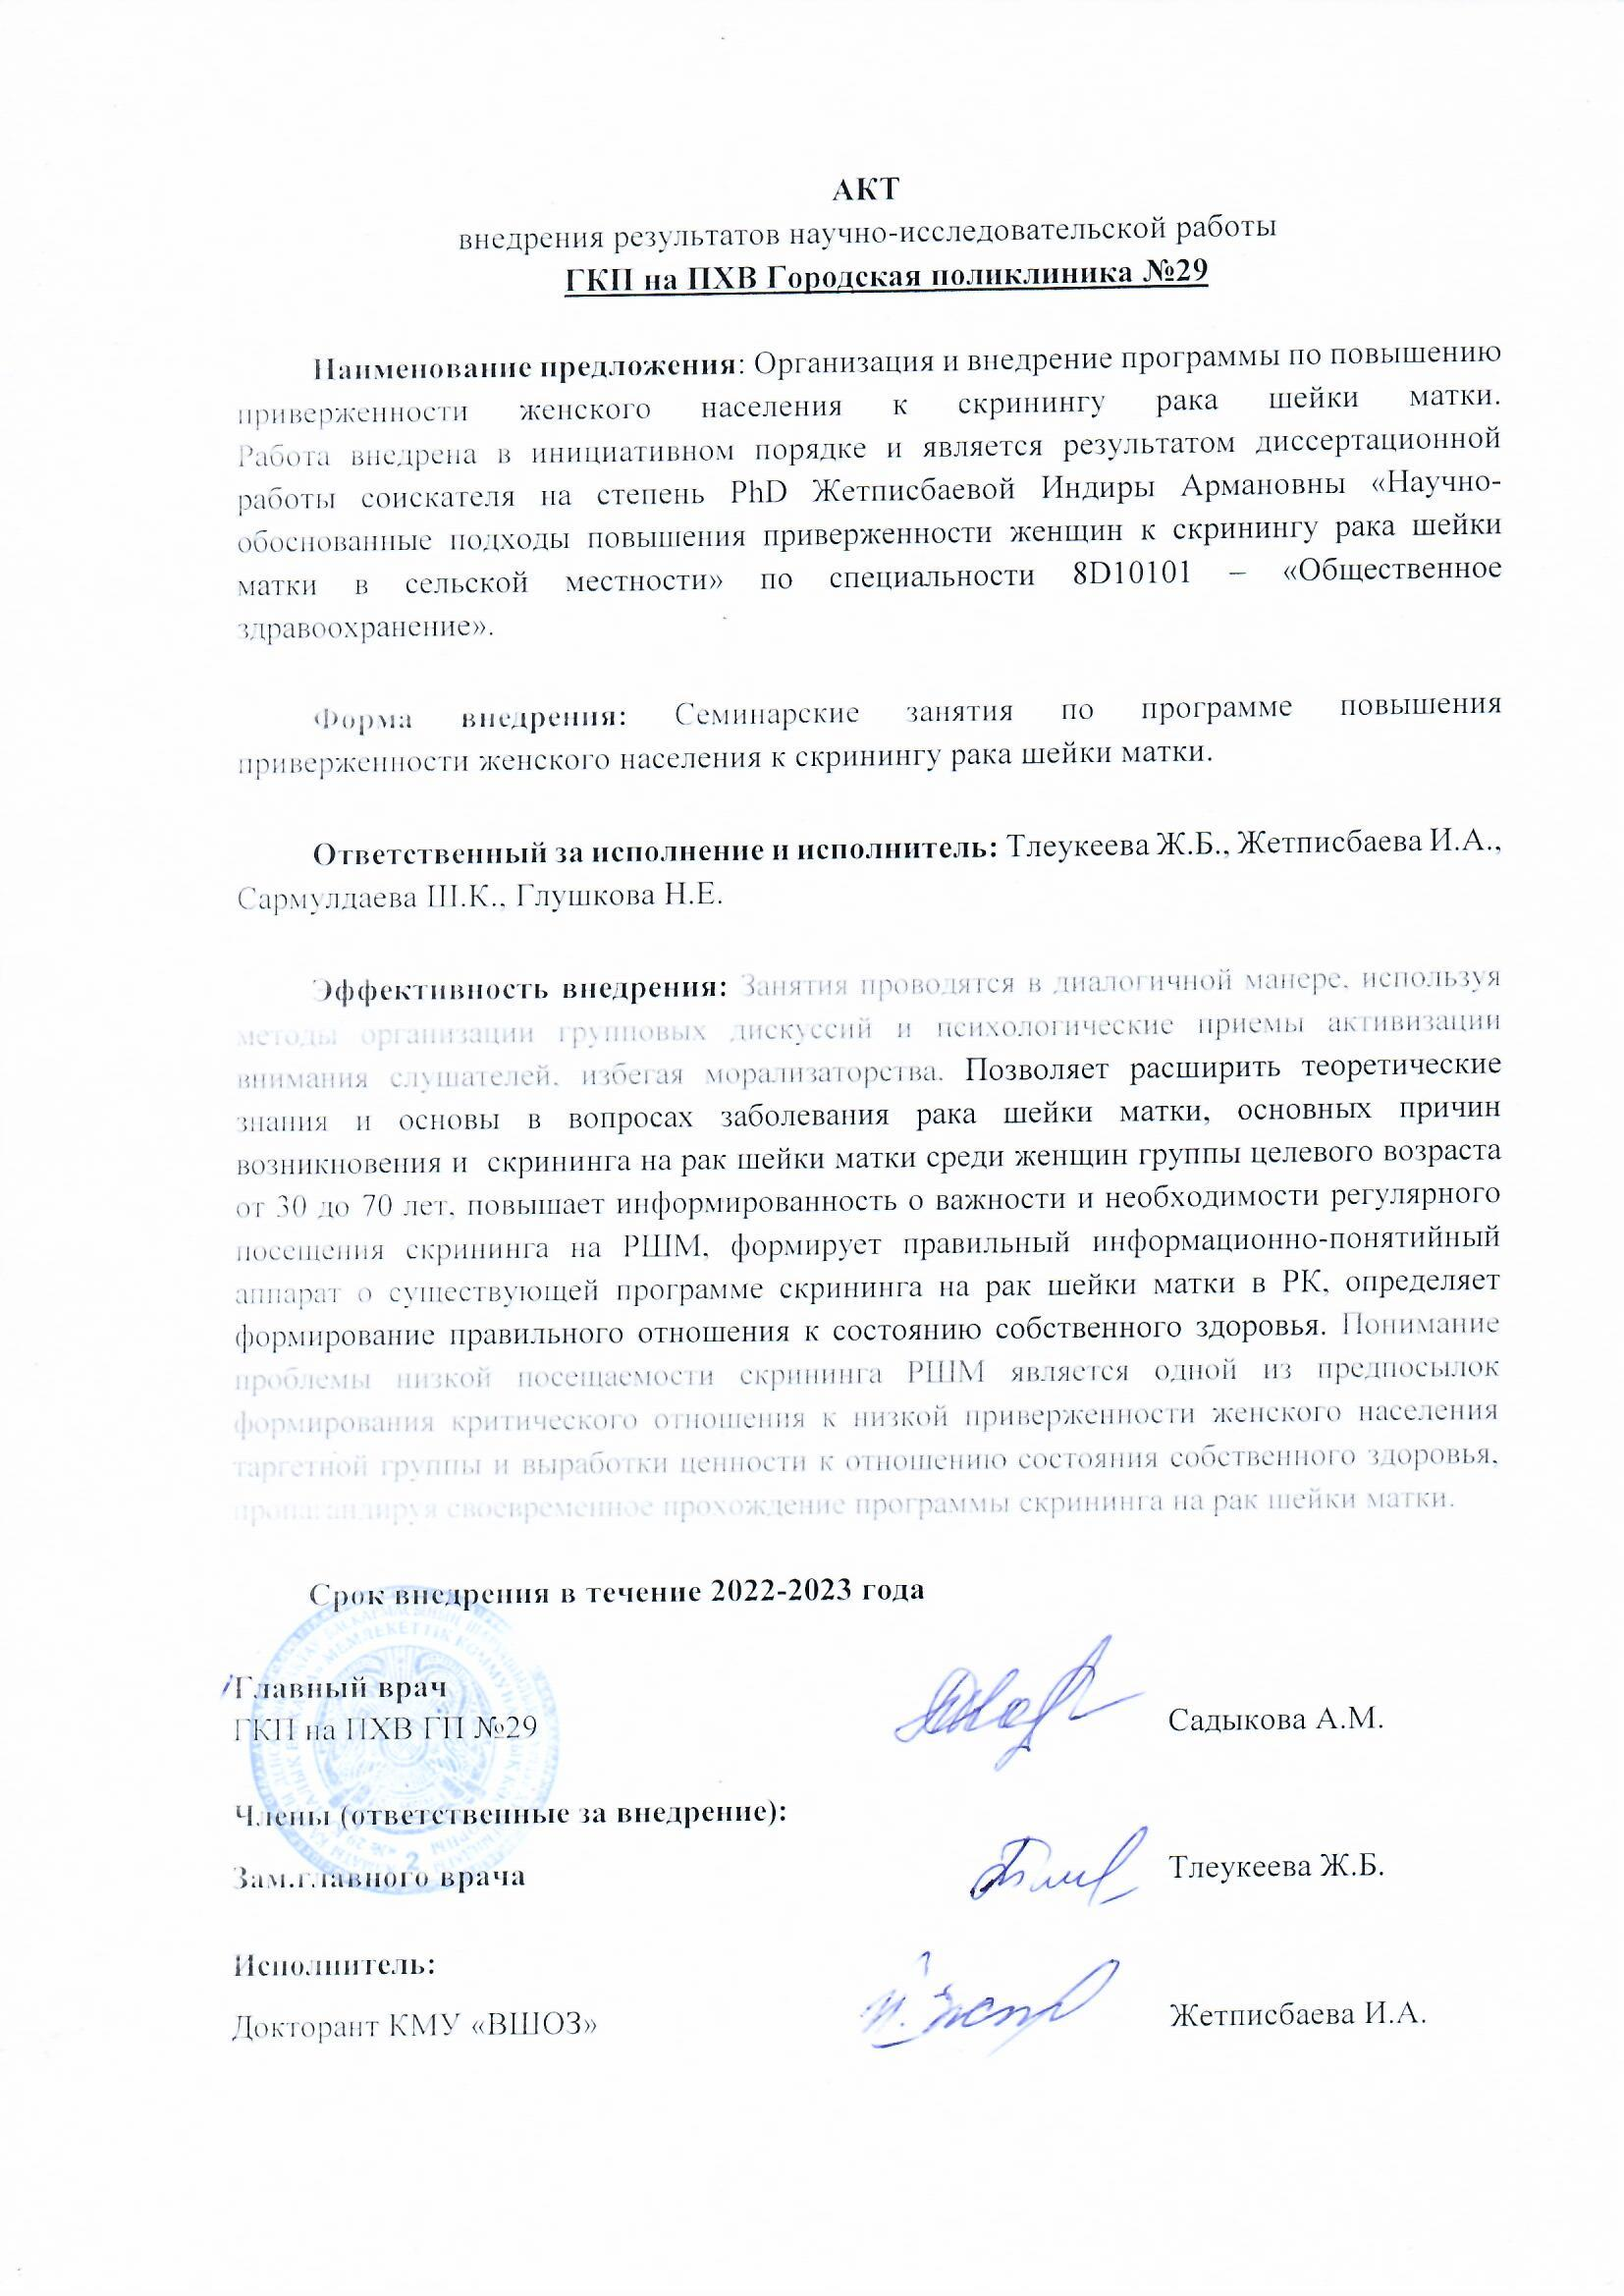 АКТ
внедрения результатов научно-исследовательской работы
ГКП на ПХВ Городская поликлиника №29
Наименование предложения: Организация и внедрение программы по повышению
приверженности женского населения к скринингу рака шейки матки.
Работа внедрена в инициативном порядке и является результатом диссертационной
работы соискателя на степень PhD Жетписбаевой Индиры Армановны «Научно-
обоснованные подходы повышения приверженности женщин к скринингу рака шейки
матки в сельской местности» по специальности 8D10101 – «Общественное
здравоохранение».
Форма внедрения: Семинарские занятия по программе повышения
приверженности женского населения к скринингу рака шейки матки.
Ответственный за исполнение и исполнитель: Тлеукеева Ж.Б., Жетписбаева И.А.,
Сармулдаева Ш.К., Глушкова Н.Е.
Эффективность внедрения: Занятия проводятся в диалогичной манере, используя
методы организации групповых дискуссий и психологические приемы активизации
внимания слушателей, избегая морализаторства. Позволяет расширить теоретические
знания и основы в вопросах заболевания рака шейки матки, основных причин
возникновения и скрининга на рак шейки матки среди женщин группы целевого возраста
от 30 до 70 лет, повышает информированность о важности и необходимости регулярного
посещения скрининга на РШМ, формирует правильный информационно-понятийный
аппарат о существующей программе скрининга на рак шейки матки в РК, определяет
формирование правильного отношения к состоянию собственного здоровья. Понимание
проблемы низкой посещаемости скрининга РШМ является одной из предпосылок
формирования критического отношения к низкой приверженности женского населения
таргетной группы и выработки ценности к отношению состояния собственного здоровья,
пропагандируя своевременное прохождение программы скрининга на рак шейки матки.
Срок внедрения в течение 2022-2023 года
Главный врач
ГКП на ПХВ ГП №29
Садыкова А.М.
Члены (ответственные за внедрение):
Зам.главного врача
Тлеукеева Ж.Б.
Исполнитель:
Докторант КМУ «ВШОЗ»
Жетписбаева И.А.